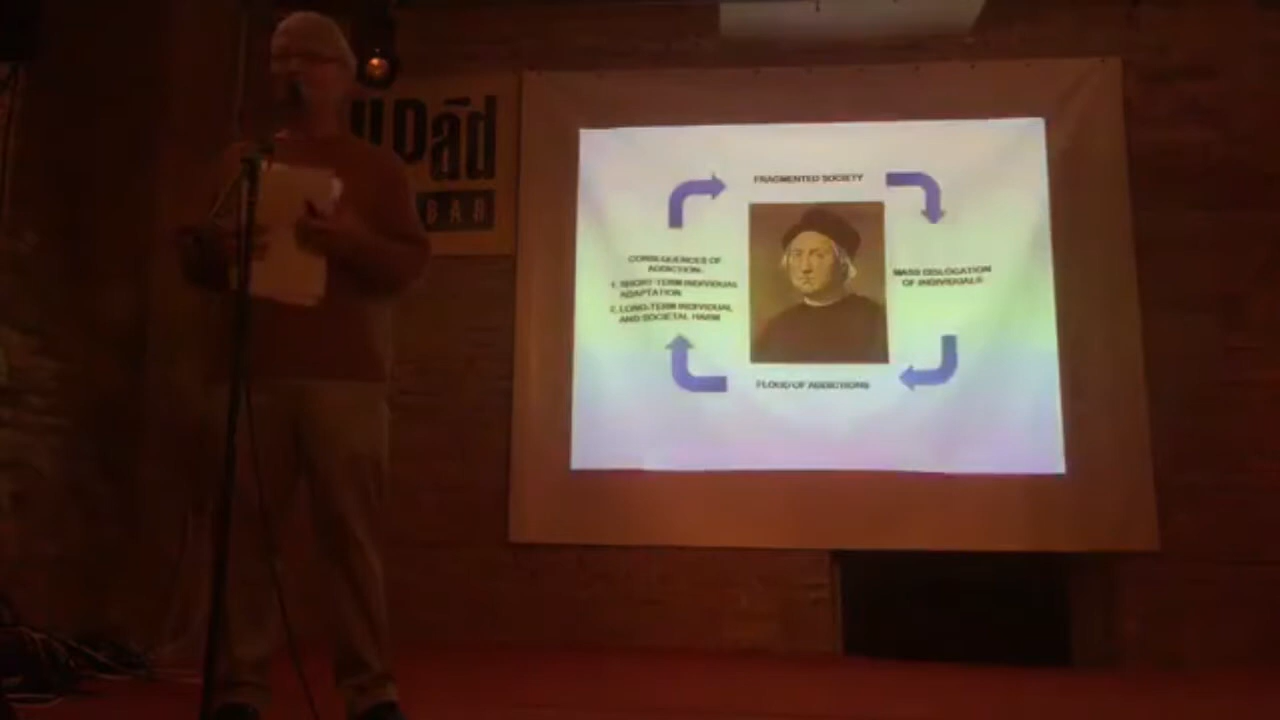 üpãd
BAR
FRAGMENTED SOCIETY
MASS DISLOCATION
OF INDIVIDUALS
FLOOD OF ADDICTIONS
CONSEQUENCES OF
ADDICTION:
1. SHORT-TERM INDIVIDUAL
ADAPTATION
2. LONG-TERM INDIVIDUAL
AND SOCIETAL HARM